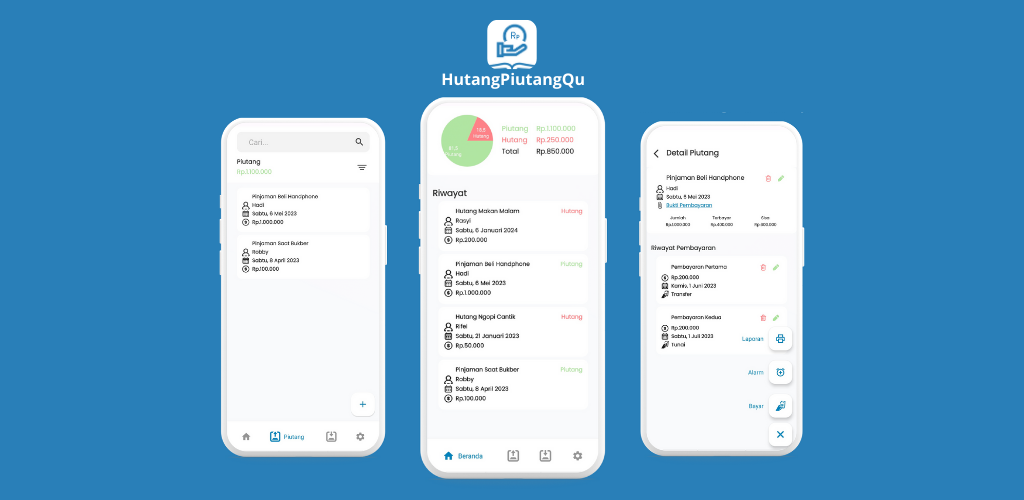 Rp
HutangPiutangQu
Cari...
Piutang
Rp.1.100.000
Pinjaman Beli Handphone
Hadi
Sabtu, 6 Mei 2023
Rp.1.000.000
Pinjaman Saat Bukber
Robby
Sabtu, 8 April 2023
Rp.100.000
Piutang
Piutang Rp.1.100.000
Hutang Rp.250.000
Total Rp.850.000
Hutang
Riwayat
Hutang Makan Malam Hutang
Rasyi
Sabtu, 6 Januari 2024
Rp.200.000
Pinjaman Beli Handphone Piutang
Hadi
Sabtu, 6 Mei 2023
Rp.1.000.000
Hutang Ngopi Cantik Hutang
Rifei
Sabtu, 21 Januari 2023
Rp.50.000
Pinjaman Saat Bukber Piutang
Robby
Sabtu, 8 April 2023
Rp.100.000
Beranda
Detail Piutang
Pinjaman Beli Handphone
Hadi
Sabtu, 6 Mei 2023
Bukti Pembayaran
Jumlah Terbayar Sisa
Rp.1.000.000 Rp.400.000 Rp.600.000
Riwayat Pembayaran
Pembayaran Pertama
Rp.200.000
Kamis, 1 Juni 2023
Transfer
Pembayaran Kedua
Rp.200.000
Sabtu, 1 Juli 2023
Tunai
Laporan
Alarm
Bayar